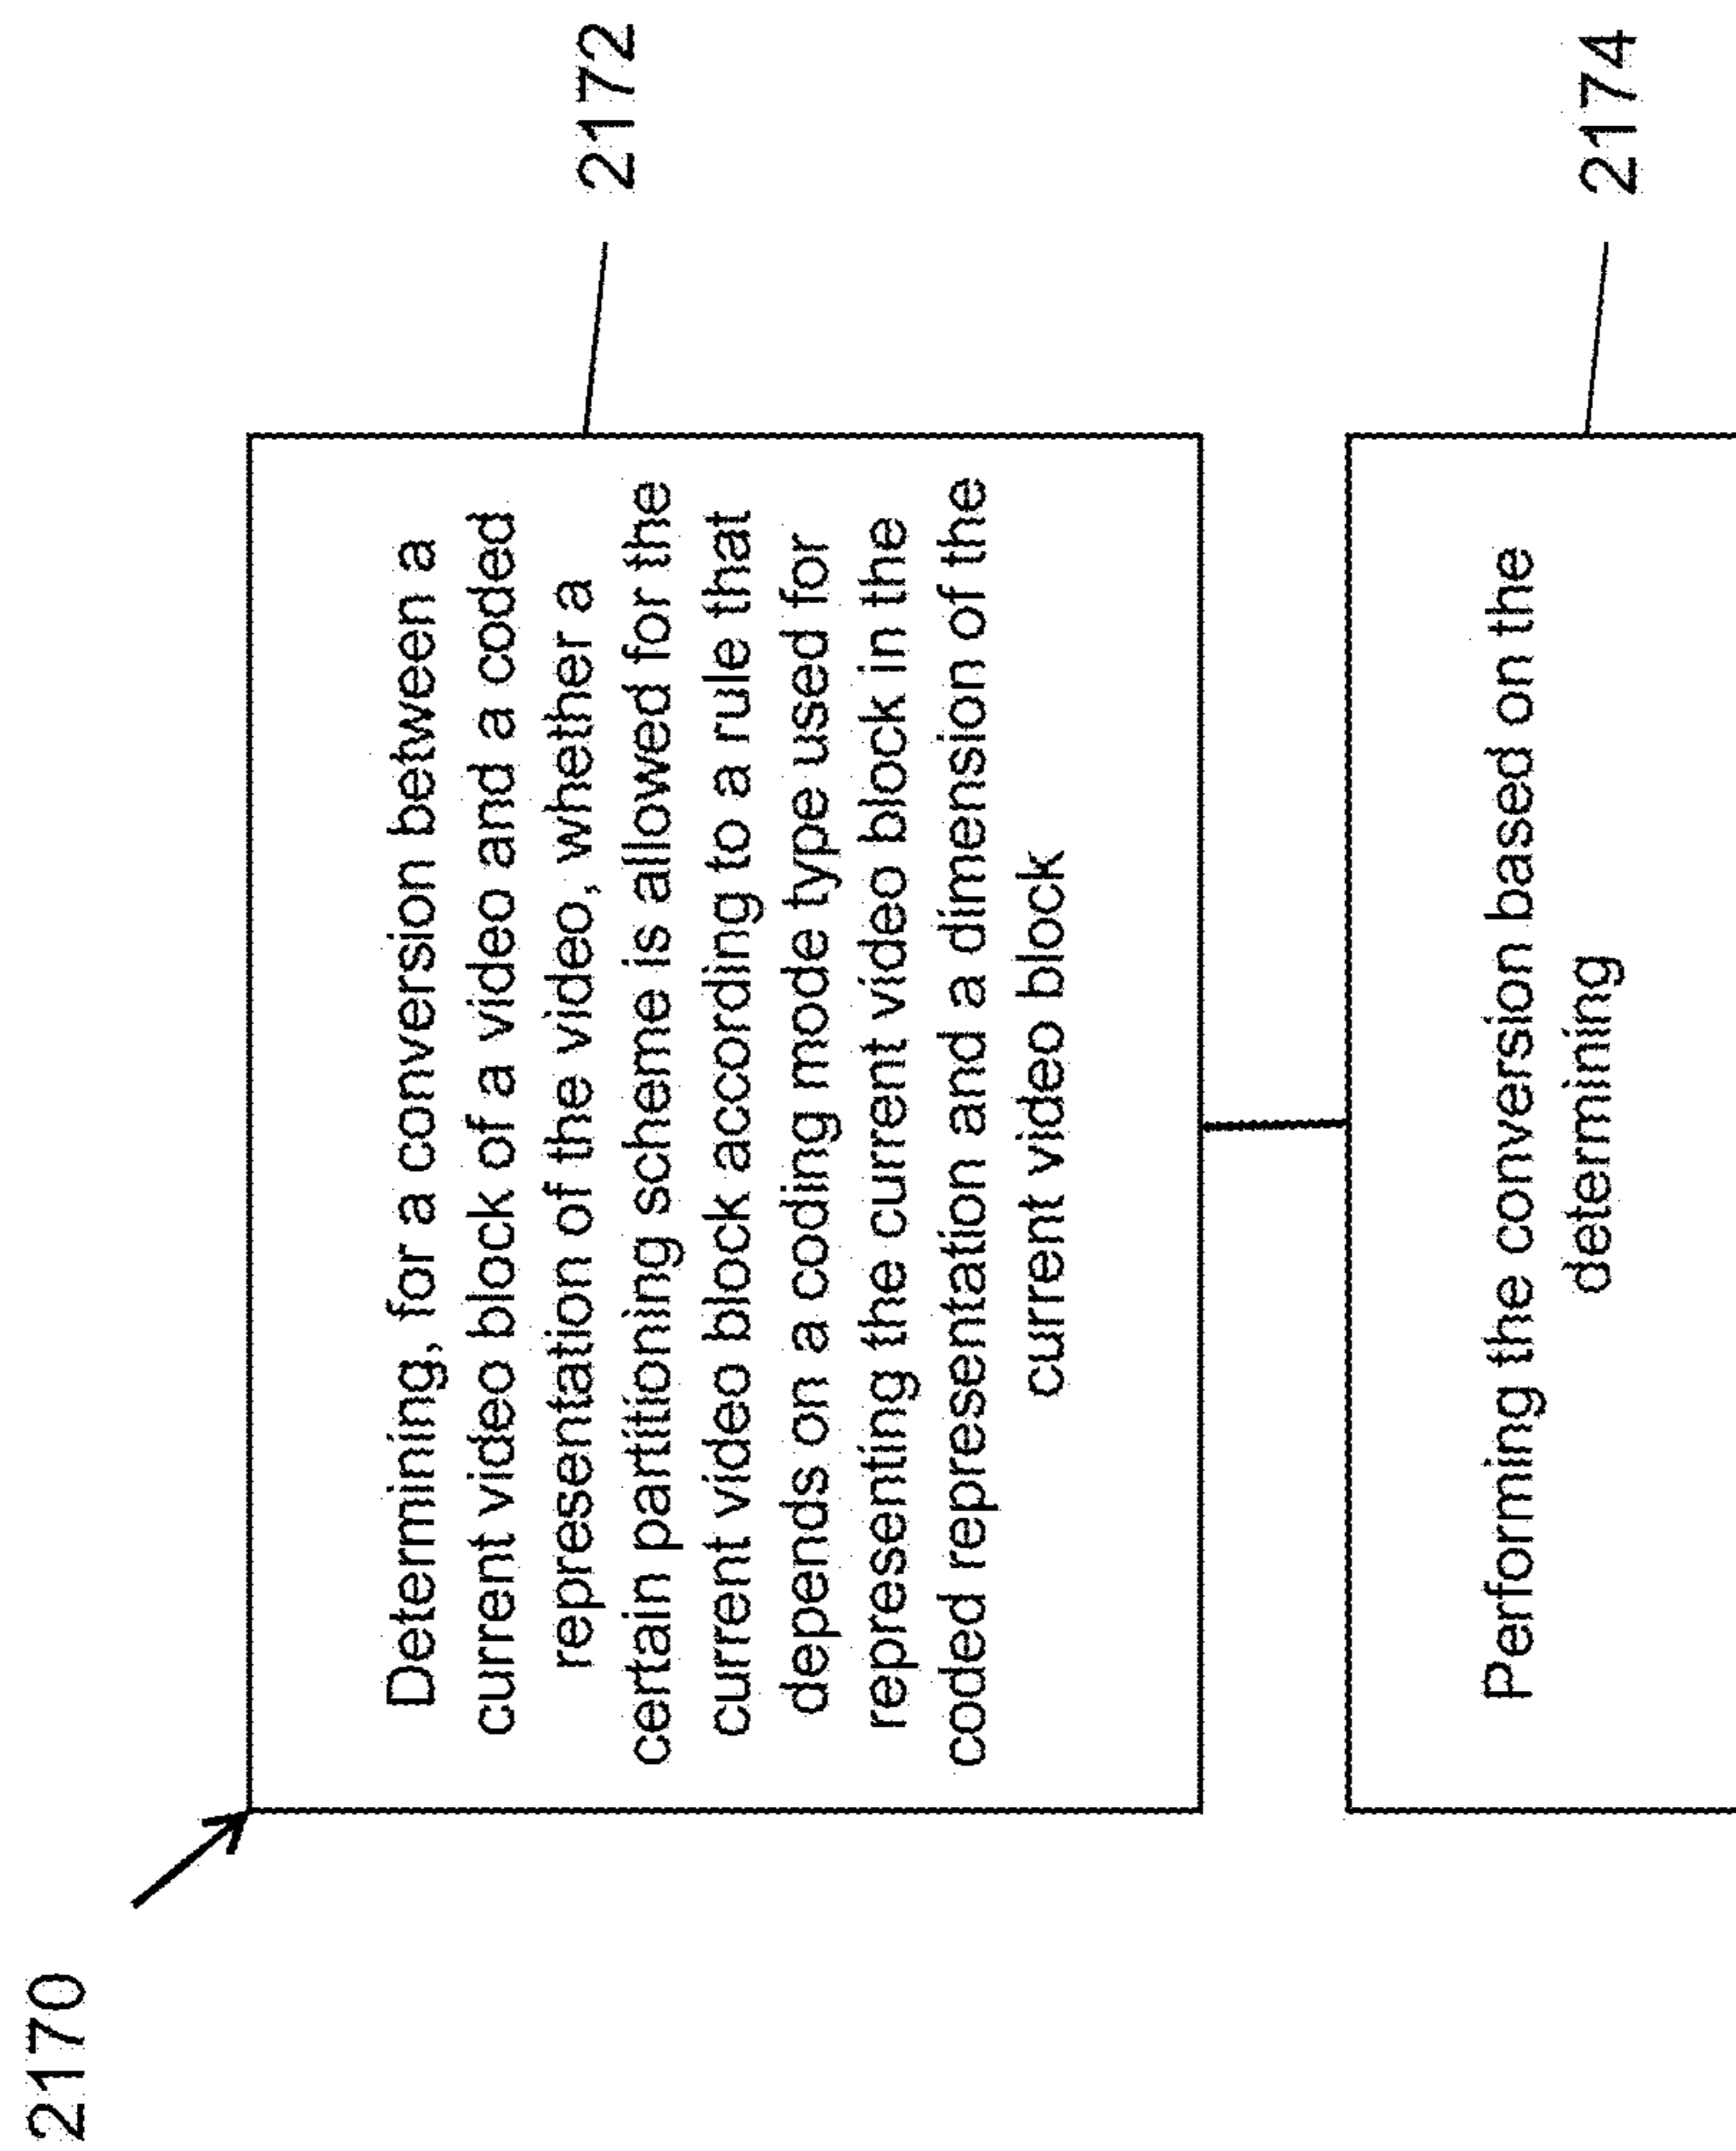 2170
Determining, for a conversion between a
current video block of a video and a coded
representation of the video, whether a
certain partitioning scheme is allowed for the
current video block according to a rule that
depends on a coding mode type used for
representing the current video block in the
coded representation and a dimension of the
current video block
2172
Performing the conversion based on the
determining
2174